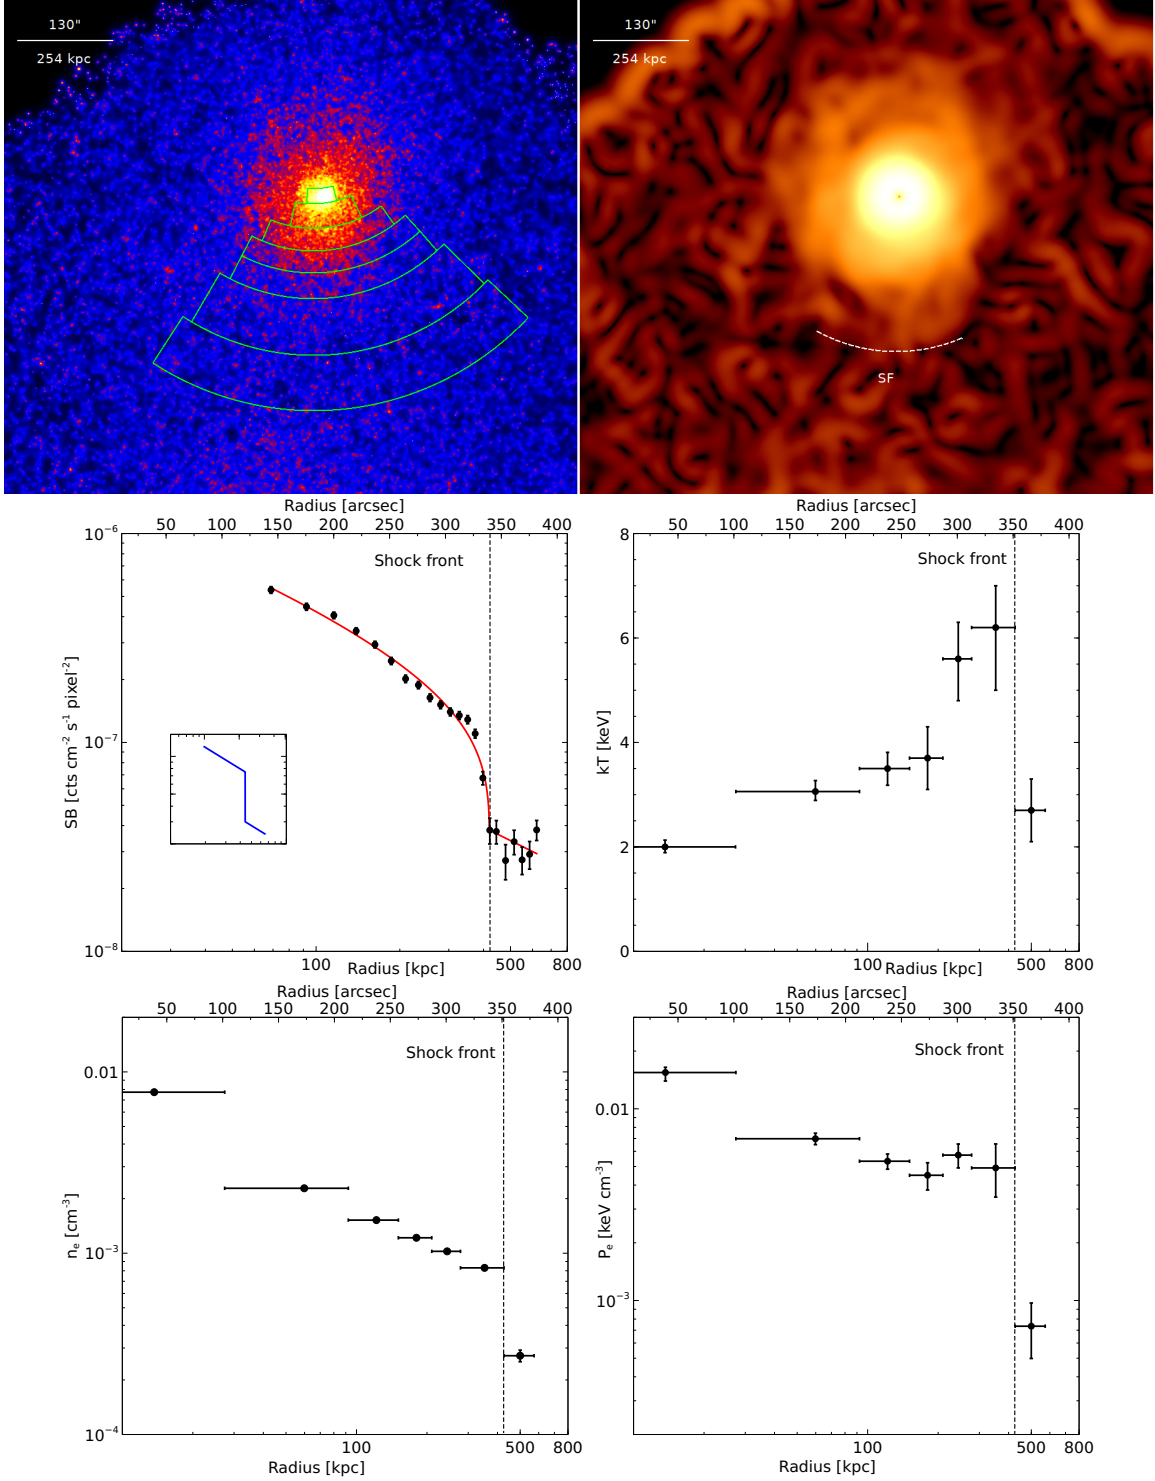 130"
254 kpc
130"
254 kpc
SF
Radius [arcsec]
50 100 150 200 250 300 350 400
10⁻⁶
10⁻⁷
10⁻⁸
SB [cts cm⁻² s⁻¹ pixel⁻²]
Shock front
100 500 800
Radius [kpc]
Radius [arcsec]
50 100 150 200 250 300 350 400
8
6
4
2
0
kT [keV]
Shock front
100 500 800
Radius [kpc]
Radius [arcsec]
50 100 150 200 250 300 350 400
0.01
10⁻³
10⁻⁴
nₑ [cm⁻³]
Shock front
100 500 800
Radius [kpc]
Radius [arcsec]
50 100 150 200 250 300 350 400
0.01
10⁻³
Pₑ [keV cm⁻³]
Shock front
100 500 800
Radius [kpc]